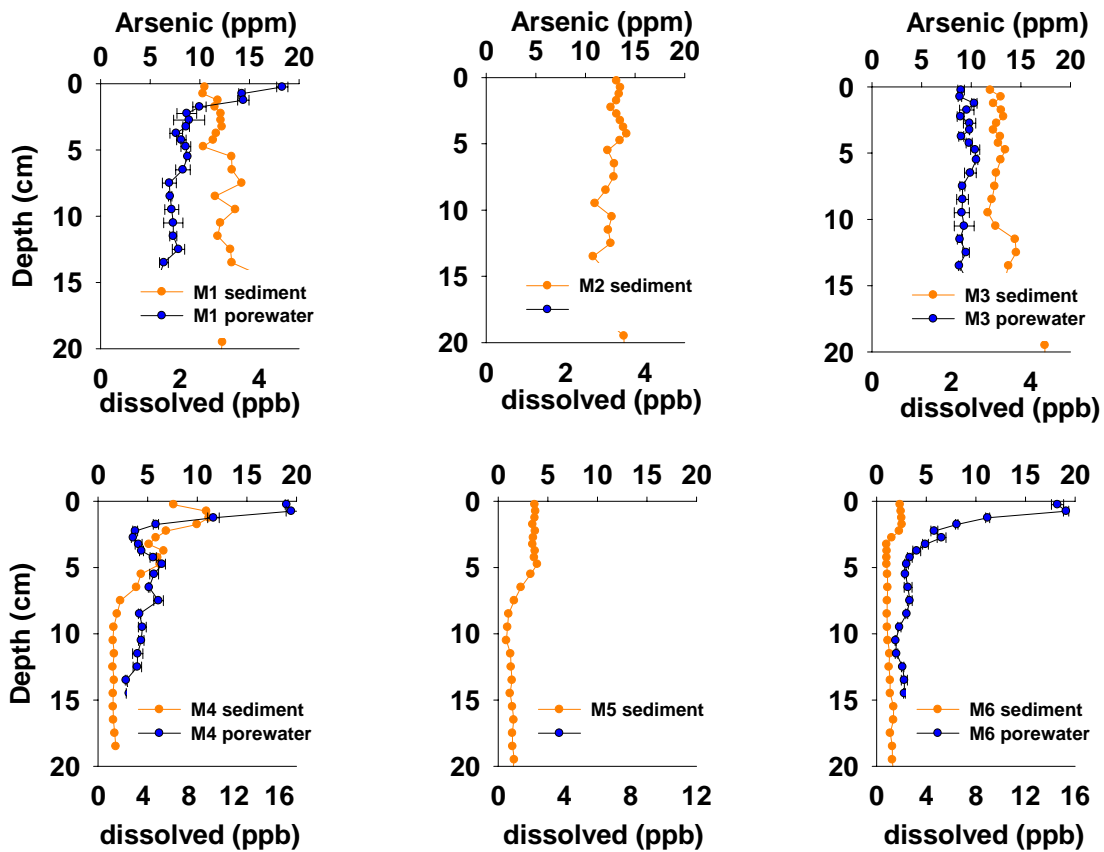 Arsenic (ppm)
0 5 10 15 20
Depth (cm)
0
5
10
15
20
M1 sediment
M1 porewater
0 2 4
dissolved (ppb)
Arsenic (ppm)
0 5 10 15 20
0
5
10
15
20
M2 sediment
0 2 4
dissolved (ppb)
Arsenic (ppm)
0 5 10 15 20
0
5
10
15
20
M3 sediment
M3 porewater
0 2 4
dissolved (ppb)
0 5 10 15 20
Depth (cm)
0
5
10
15
20
M4 sediment
M4 porewater
0 4 8 12 16
dissolved (ppb)
0 5 10 15 20
0
5
10
15
20
M5 sediment
0 4 8 12
dissolved (ppb)
0 5 10 15 20
0
5
10
15
20
M6 sediment
M6 porewater
0 4 8 12 16
dissolved (ppb)